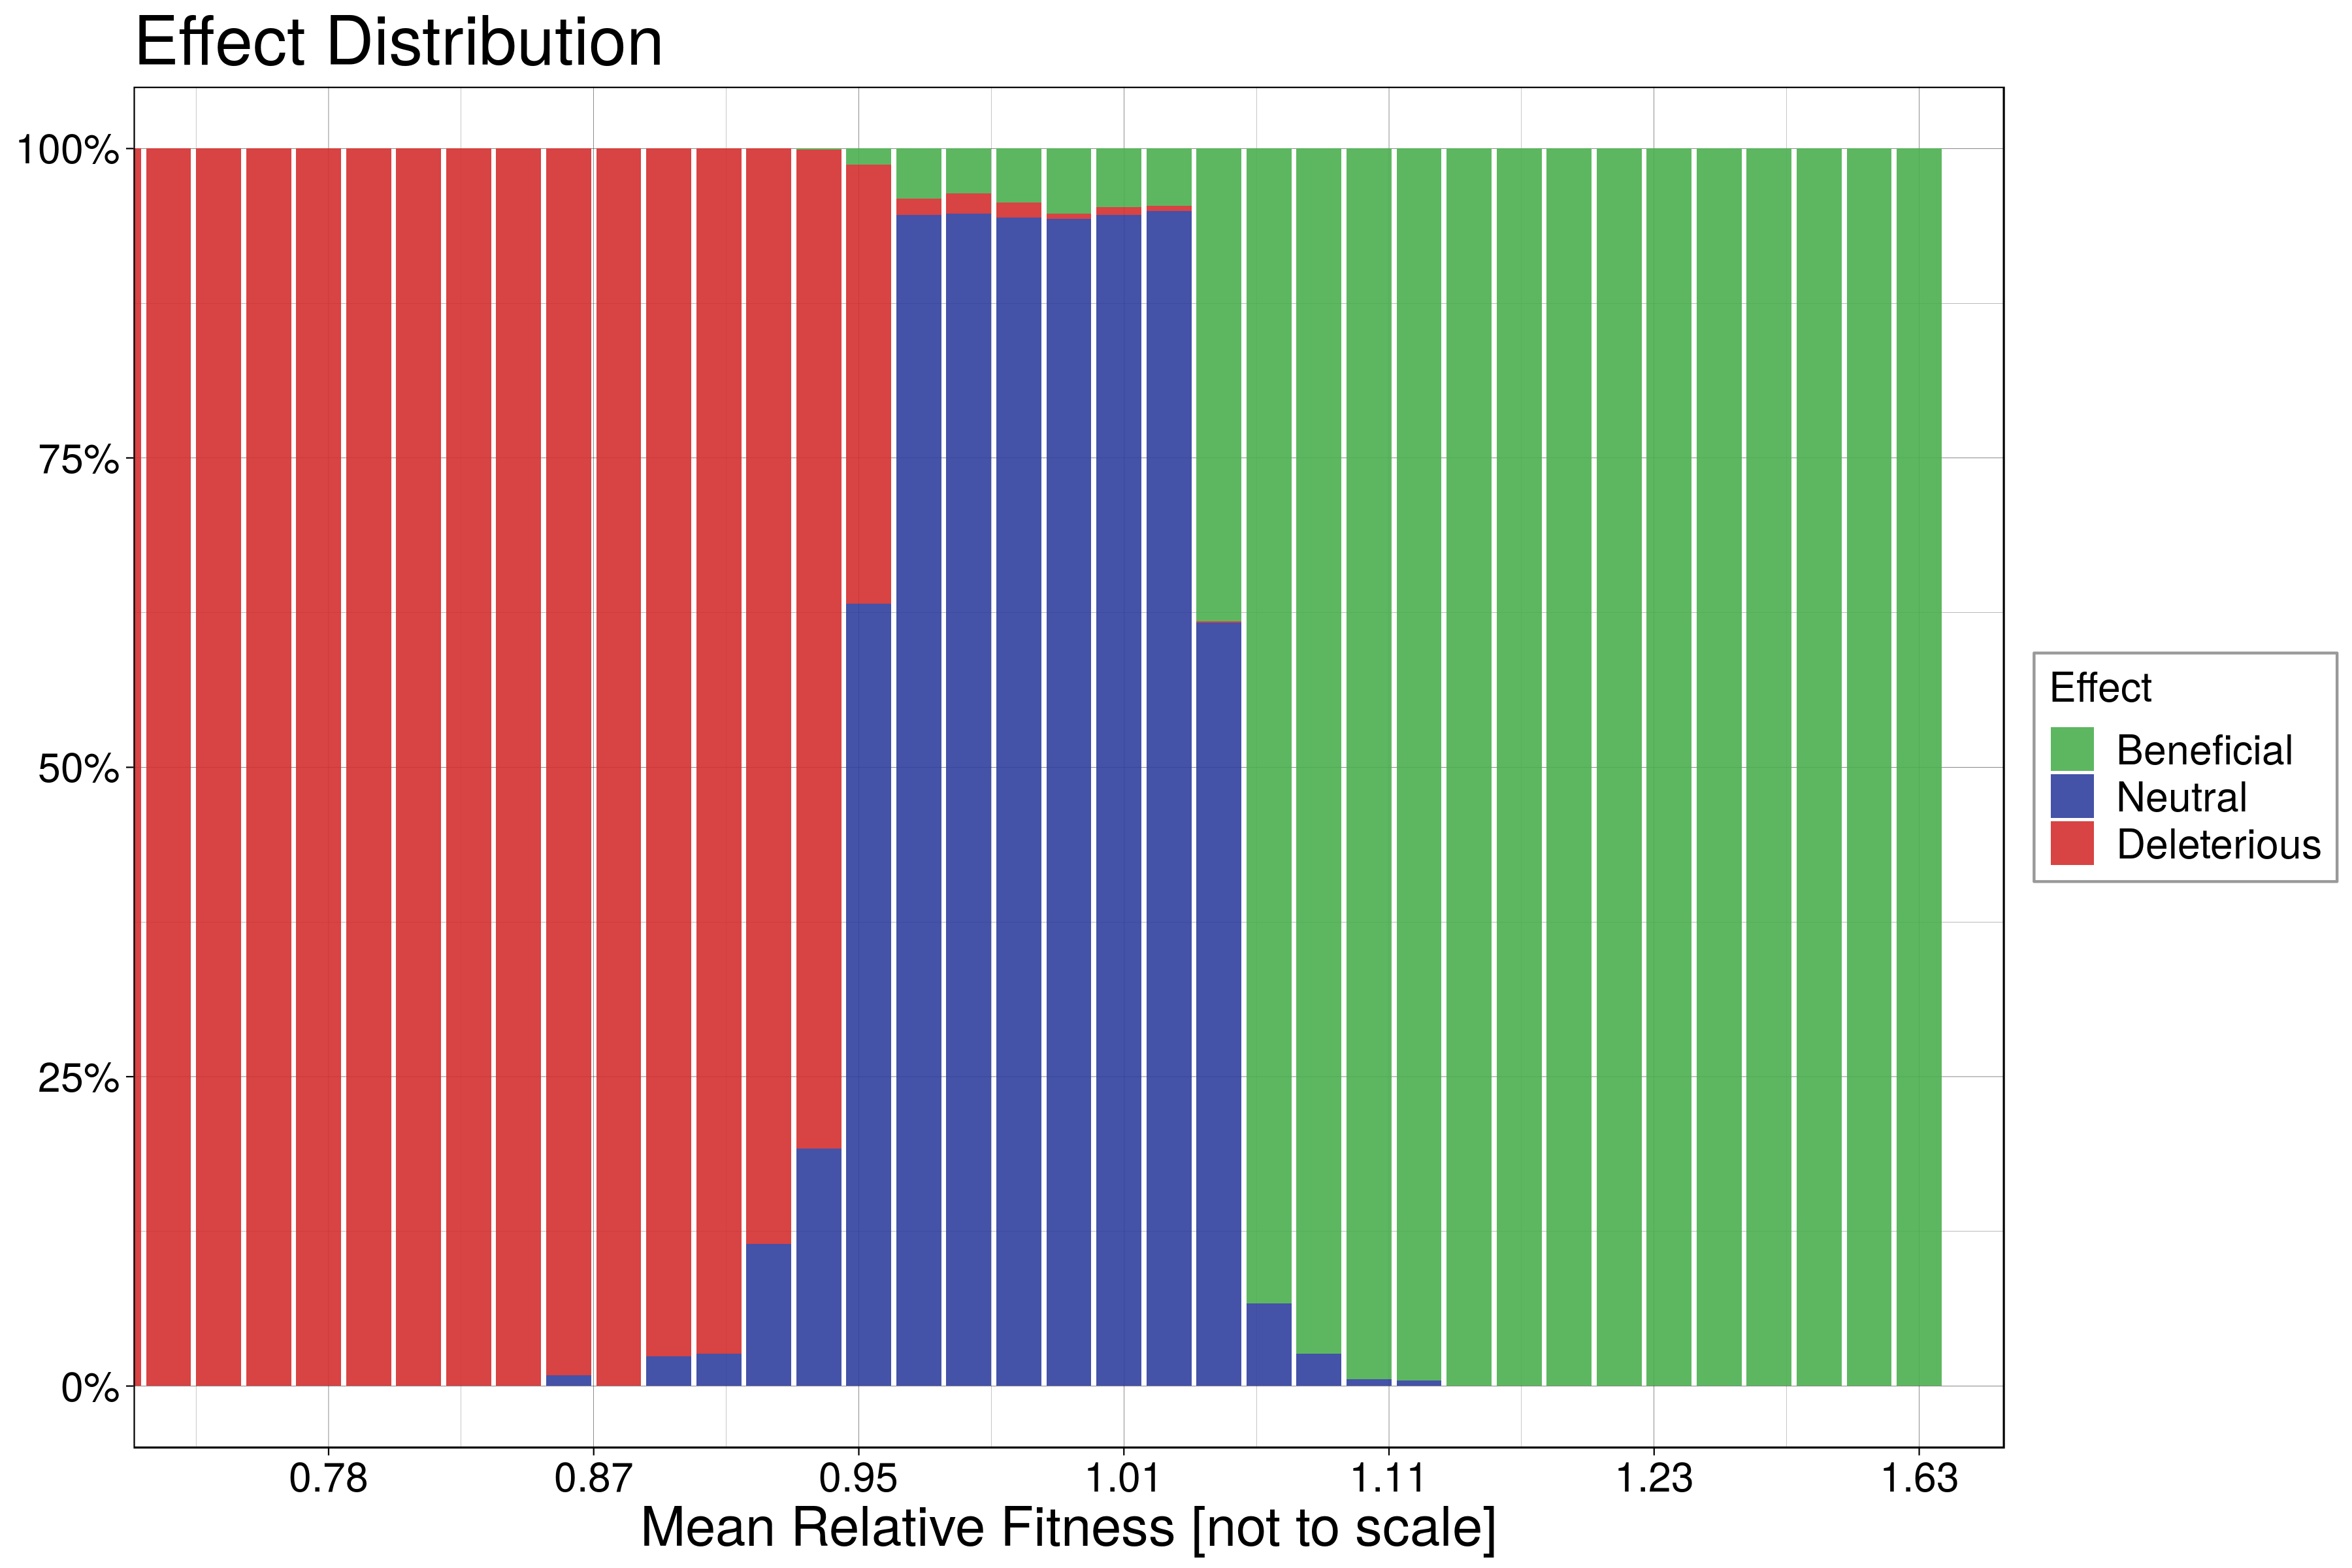 Effect Distribution
100%
75%
50%
25%
0%
0.78 0.87 0.95 1.01 1.11 1.23 1.63
Mean Relative Fitness [not to scale]
Effect
Beneficial
Neutral
Deleterious